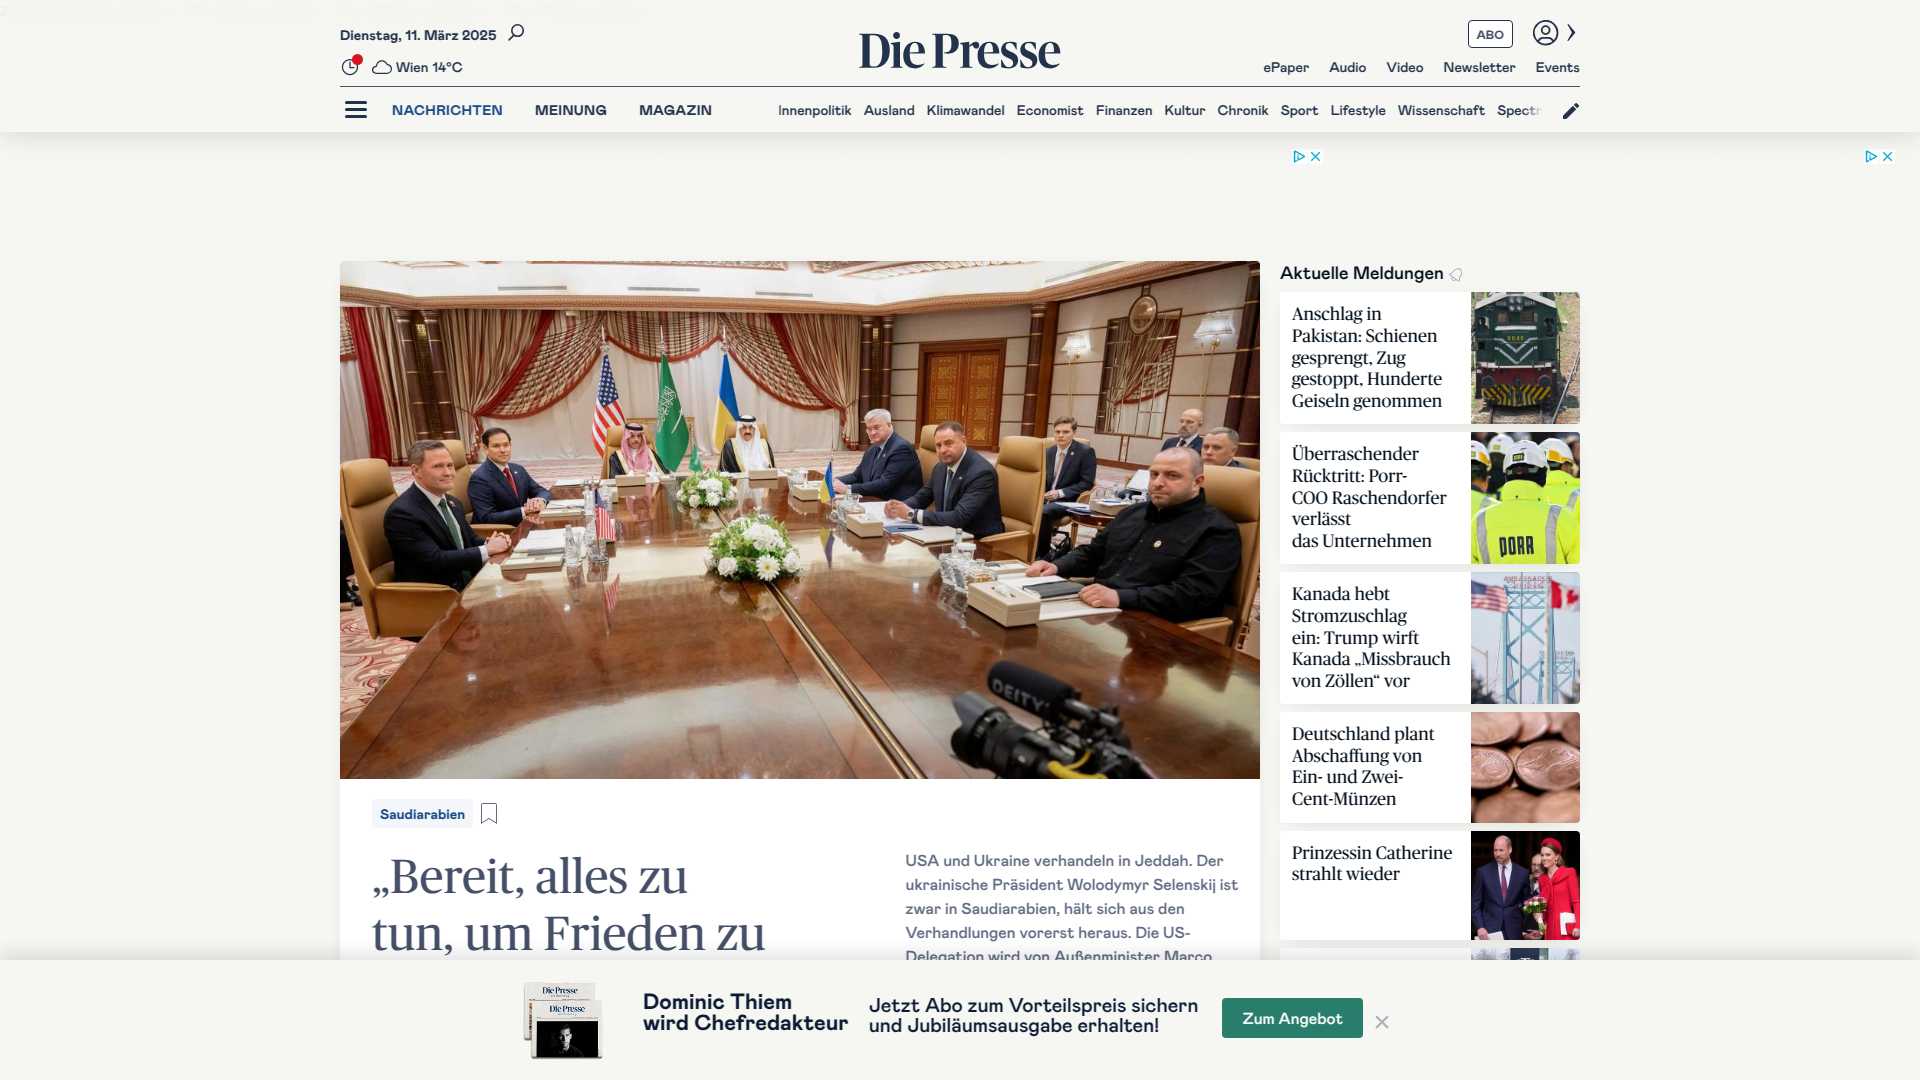 Dienstag, 11. März 2025
Die Presse
ABO
Wien 14°C
ePaper Audio Video Newsletter Events
NACHRICHTEN MEINUNG MAGAZIN
Innenpolitik Ausland Klimawandel Economist Finanzen Kultur Chronik Sport Lifestyle Wissenschaft Spectr
DEITY
Saudiarabien
„Bereit, alles zu
tun, um Frieden zu
USA und Ukraine verhandeln in Jeddah. Der
ukrainische Präsident Wolodymyr Selenskij ist
zwar in Saudiarabien, hält sich aus den
Verhandlungen vorerst heraus. Die US-
Delegation wird von Außenminister Marco
Aktuelle Meldungen
Anschlag in
Pakistan: Schienen
gesprengt, Zug
gestoppt, Hunderte
Geiseln genommen
Überraschender
Rücktritt: Porr-
COO Raschendorfer
verlässt
das Unternehmen
PORR
Kanada hebt
Stromzuschlag
ein: Trump wirft
Kanada „Missbrauch
von Zöllen“ vor
Deutschland plant
Abschaffung von
Ein- und Zwei-
Cent-Münzen
Prinzessin Catherine
strahlt wieder
Die Presse
Die Presse
Dominic Thiem
wird Chefredakteur
Jetzt Abo zum Vorteilspreis sichern
und Jubiläumsausgabe erhalten!
Zum Angebot